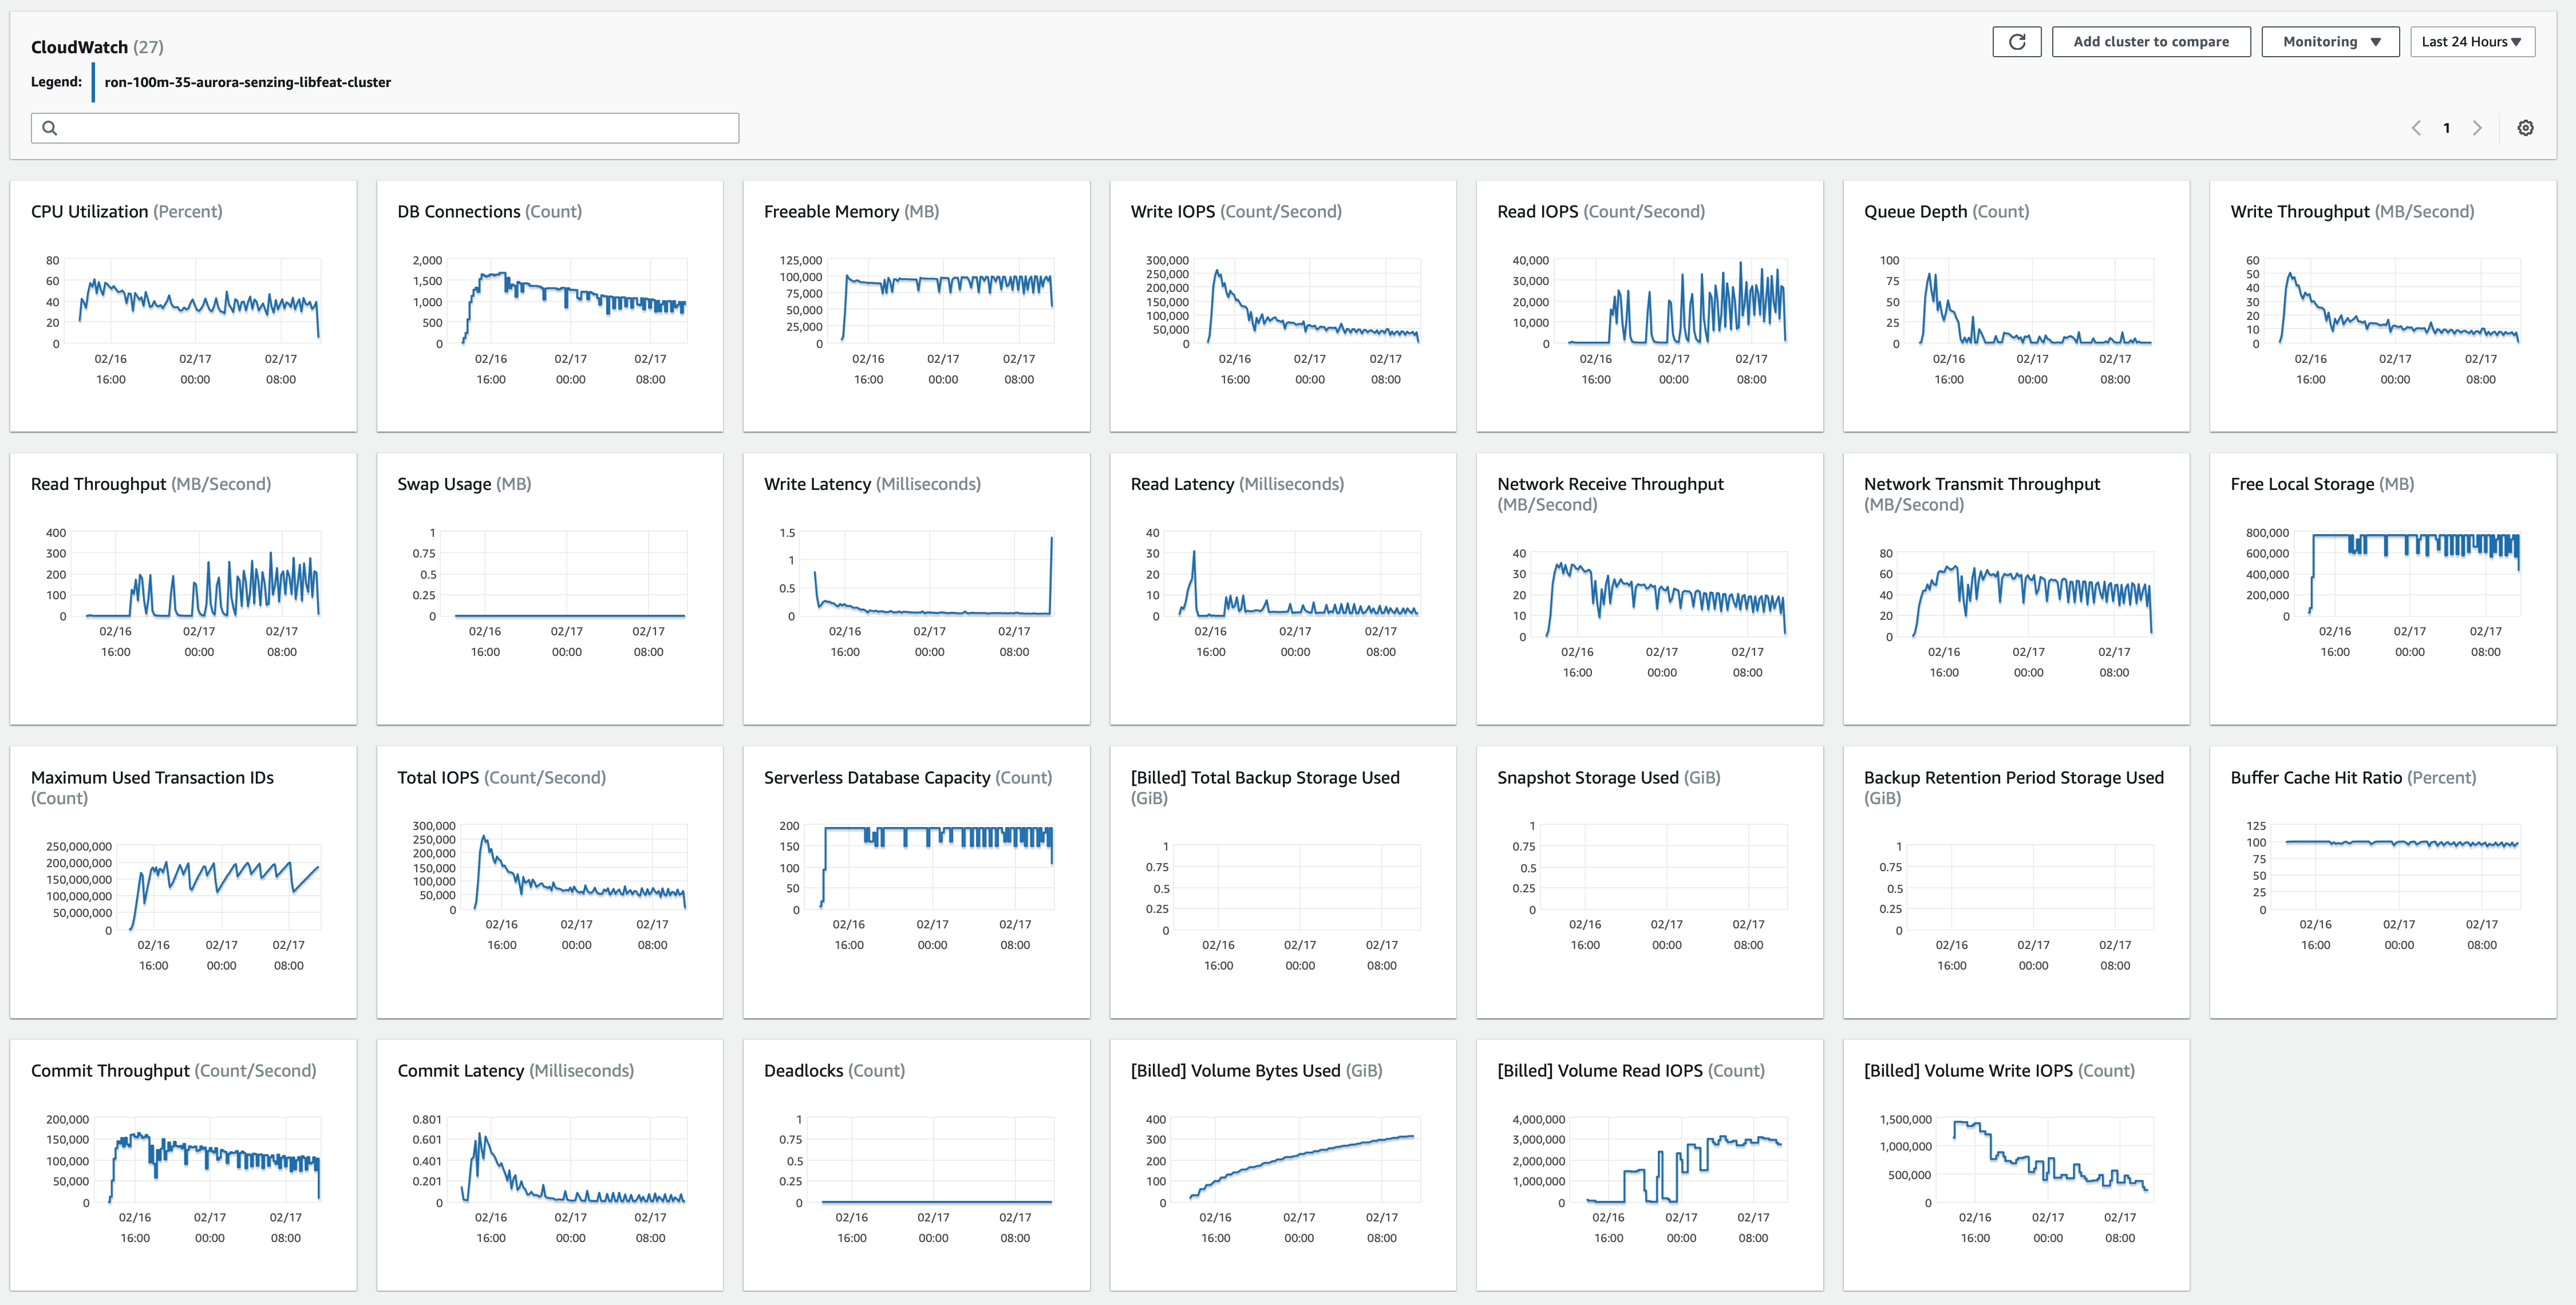 CloudWatch (27)
Add cluster to compare
Monitoring
Last 24 Hours
Legend:
ron-100m-35-aurora-senzing-libfeat-cluster
1
CPU Utilization (Percent)
80
60
40
20
0
02/16 02/17 02/17
16:00 00:00 08:00
DB Connections (Count)
2,000
1,500
1,000
500
0
02/16 02/17 02/17
16:00 00:00 08:00
Freeable Memory (MB)
125,000
100,000
75,000
50,000
25,000
0
02/16 02/17 02/17
16:00 00:00 08:00
Write IOPS (Count/Second)
300,000
250,000
200,000
150,000
100,000
50,000
0
02/16 02/17 02/17
16:00 00:00 08:00
Read IOPS (Count/Second)
40,000
30,000
20,000
10,000
0
02/16 02/17 02/17
16:00 00:00 08:00
Queue Depth (Count)
100
75
50
25
0
02/16 02/17 02/17
16:00 00:00 08:00
Write Throughput (MB/Second)
60
50
40
30
20
10
0
02/16 02/17 02/17
16:00 00:00 08:00
Read Throughput (MB/Second)
400
300
200
100
0
02/16 02/17 02/17
16:00 00:00 08:00
Swap Usage (MB)
1
0.75
0.5
0.25
0
02/16 02/17 02/17
16:00 00:00 08:00
Write Latency (Milliseconds)
1.5
1
0.5
0
02/16 02/17 02/17
16:00 00:00 08:00
Read Latency (Milliseconds)
40
30
20
10
0
02/16 02/17 02/17
16:00 00:00 08:00
Network Receive Throughput
(MB/Second)
40
30
20
10
0
02/16 02/17 02/17
16:00 00:00 08:00
Network Transmit Throughput
(MB/Second)
80
60
40
20
0
02/16 02/17 02/17
16:00 00:00 08:00
Free Local Storage (MB)
800,000
600,000
400,000
200,000
0
02/16 02/17 02/17
16:00 00:00 08:00
Maximum Used Transaction IDs
(Count)
250,000,000
200,000,000
150,000,000
100,000,000
50,000,000
0
02/16 02/17 02/17
16:00 00:00 08:00
Total IOPS (Count/Second)
300,000
250,000
200,000
150,000
100,000
50,000
0
02/16 02/17 02/17
16:00 00:00 08:00
Serverless Database Capacity (Count)
200
150
100
50
0
02/16 02/17 02/17
16:00 00:00 08:00
[Billed] Total Backup Storage Used
(GiB)
1
0.75
0.5
0.25
0
02/16 02/17 02/17
16:00 00:00 08:00
Snapshot Storage Used (GiB)
1
0.75
0.5
0.25
0
02/16 02/17 02/17
16:00 00:00 08:00
Backup Retention Period Storage Used
(GiB)
1
0.75
0.5
0.25
0
02/16 02/17 02/17
16:00 00:00 08:00
Buffer Cache Hit Ratio (Percent)
125
100
75
50
25
0
02/16 02/17 02/17
16:00 00:00 08:00
Commit Throughput (Count/Second)
200,000
150,000
100,000
50,000
0
02/16 02/17 02/17
16:00 00:00 08:00
Commit Latency (Milliseconds)
0.801
0.601
0.401
0.201
0
02/16 02/17 02/17
16:00 00:00 08:00
Deadlocks (Count)
1
0.75
0.5
0.25
0
02/16 02/17 02/17
16:00 00:00 08:00
[Billed] Volume Bytes Used (GiB)
400
300
200
100
0
02/16 02/17 02/17
16:00 00:00 08:00
[Billed] Volume Read IOPS (Count)
4,000,000
3,000,000
2,000,000
1,000,000
0
02/16 02/17 02/17
16:00 00:00 08:00
[Billed] Volume Write IOPS (Count)
1,500,000
1,000,000
500,000
0
02/16 02/17 02/17
16:00 00:00 08:00